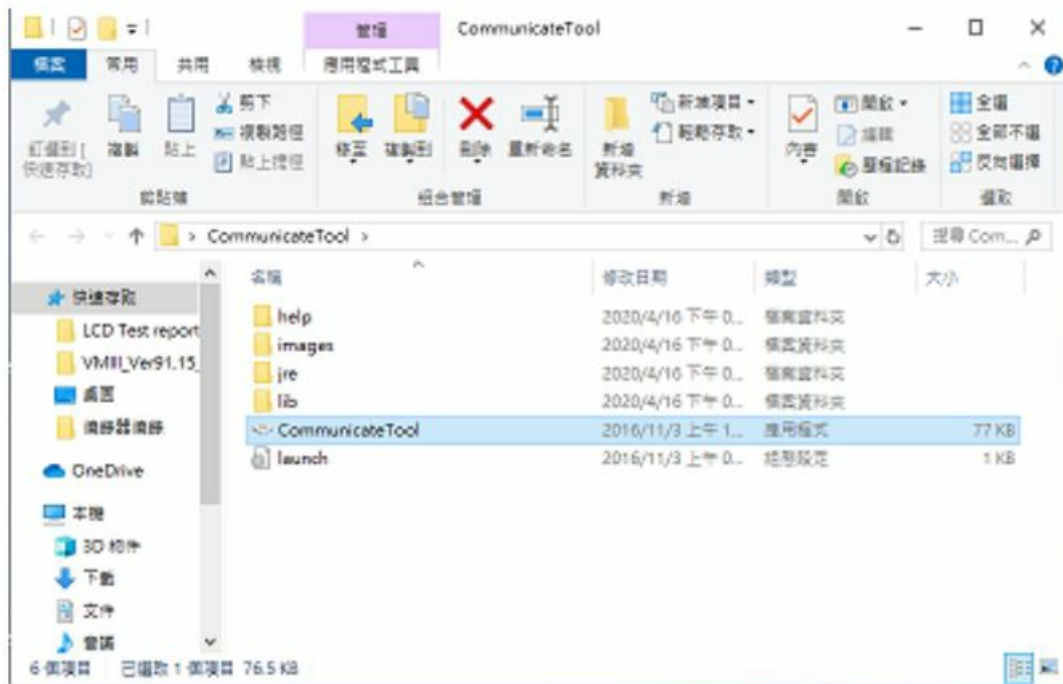 管理 CommunicateTool
檔案 常用 共用 檢視 應用程式工具
釘選到 [快速存取] 複製 貼上 剪下 複製路徑 貼上捷徑
移至 複製到 刪除 重新命名
新增資料夾 新增項目 輕鬆存取
內容 開啟 編輯 歷程記錄
全選 全部不選 反向選擇
剪貼簿 組合管理 新增 開啟 選取
CommunicateTool 搜尋 Com...
名稱 修改日期 類型 大小
快速存取
LCD Test report
VMIII_Ver91.15_
桌面
燒錄器燒錄
OneDrive
本機
3D 物件
下載
文件
音樂
help 2020/4/16 下午 0... 檔案資料夾
images 2020/4/16 下午 0... 檔案資料夾
jre 2020/4/16 下午 0... 檔案資料夾
lib 2020/4/16 下午 0... 檔案資料夾
CommunicateTool 2016/11/3 上午 1... 應用程式 77 KB
launch 2016/11/3 上午 0... 組態設定 1 KB
6 個項目 已選取 1 個項目 76.5 KB